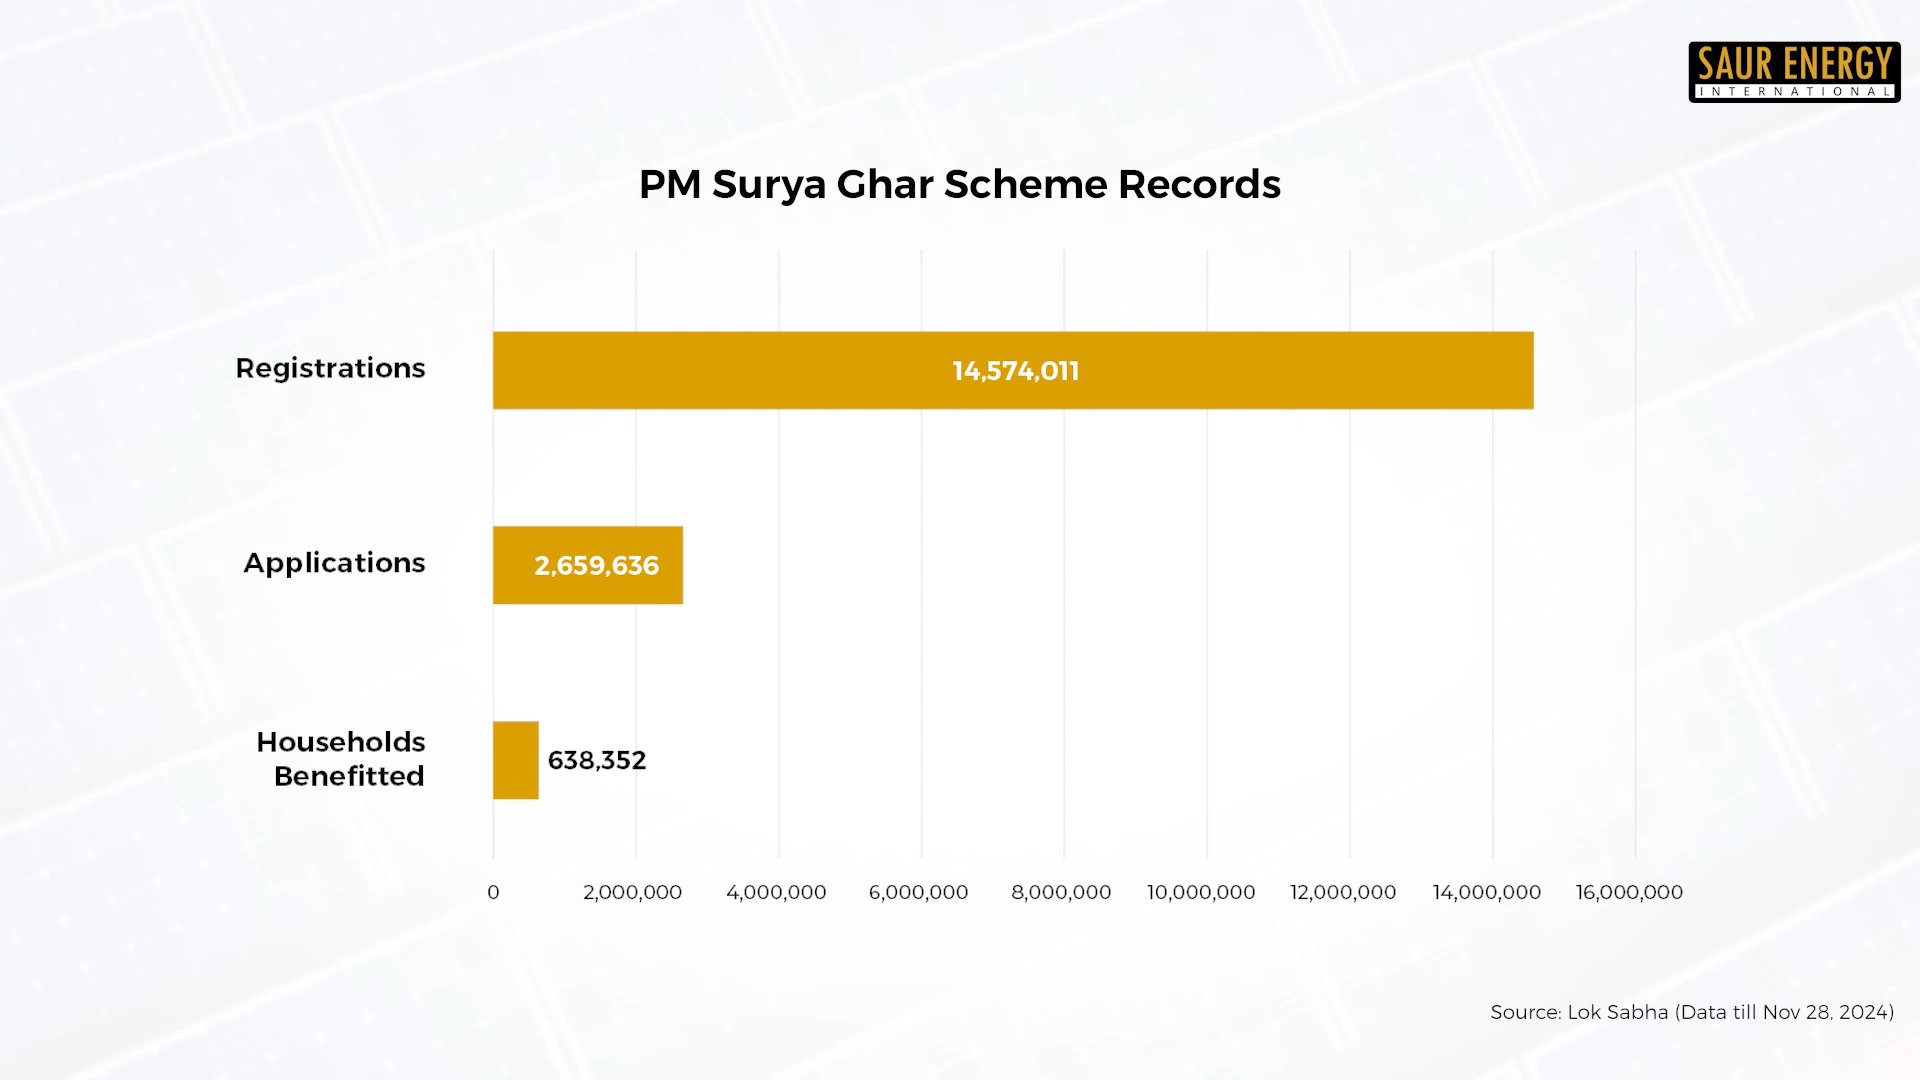 SAUR ENERGY
INTERNATIONAL
PM Surya Ghar Scheme Records
Registrations
14,574,011
Applications
2,659,636
Households
Benefitted
638,352
0
2,000,000
4,000,000
6,000,000
8,000,000
10,000,000
12,000,000
14,000,000
16,000,000
Source: Lok Sabha (Data till Nov 28, 2024)